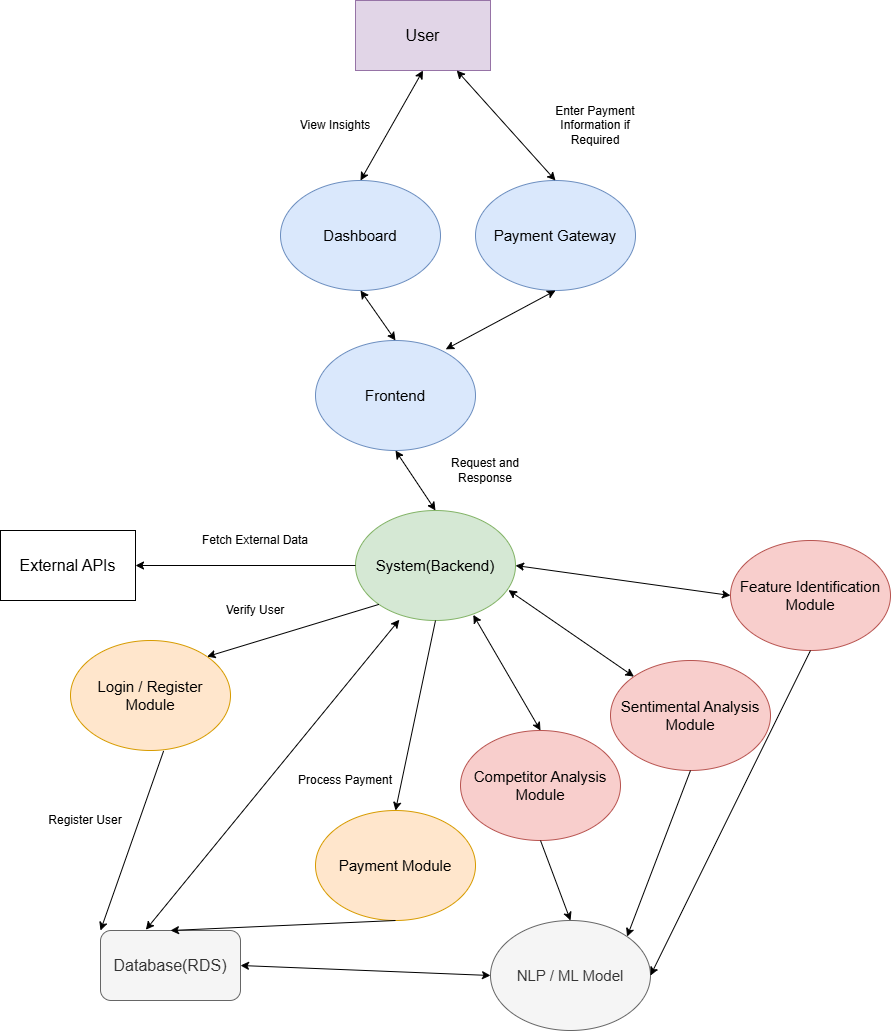 User
View Insights
Enter Payment
Information if
Required
Dashboard
Payment Gateway
Frontend
Request and
Response
External APIs
Fetch External Data
System(Backend)
Feature Identification
Module
Verify User
Login / Register
Module
Sentimental Analysis
Module
Process Payment
Competitor Analysis
Module
Register User
Payment Module
Database(RDS)
NLP / ML Model